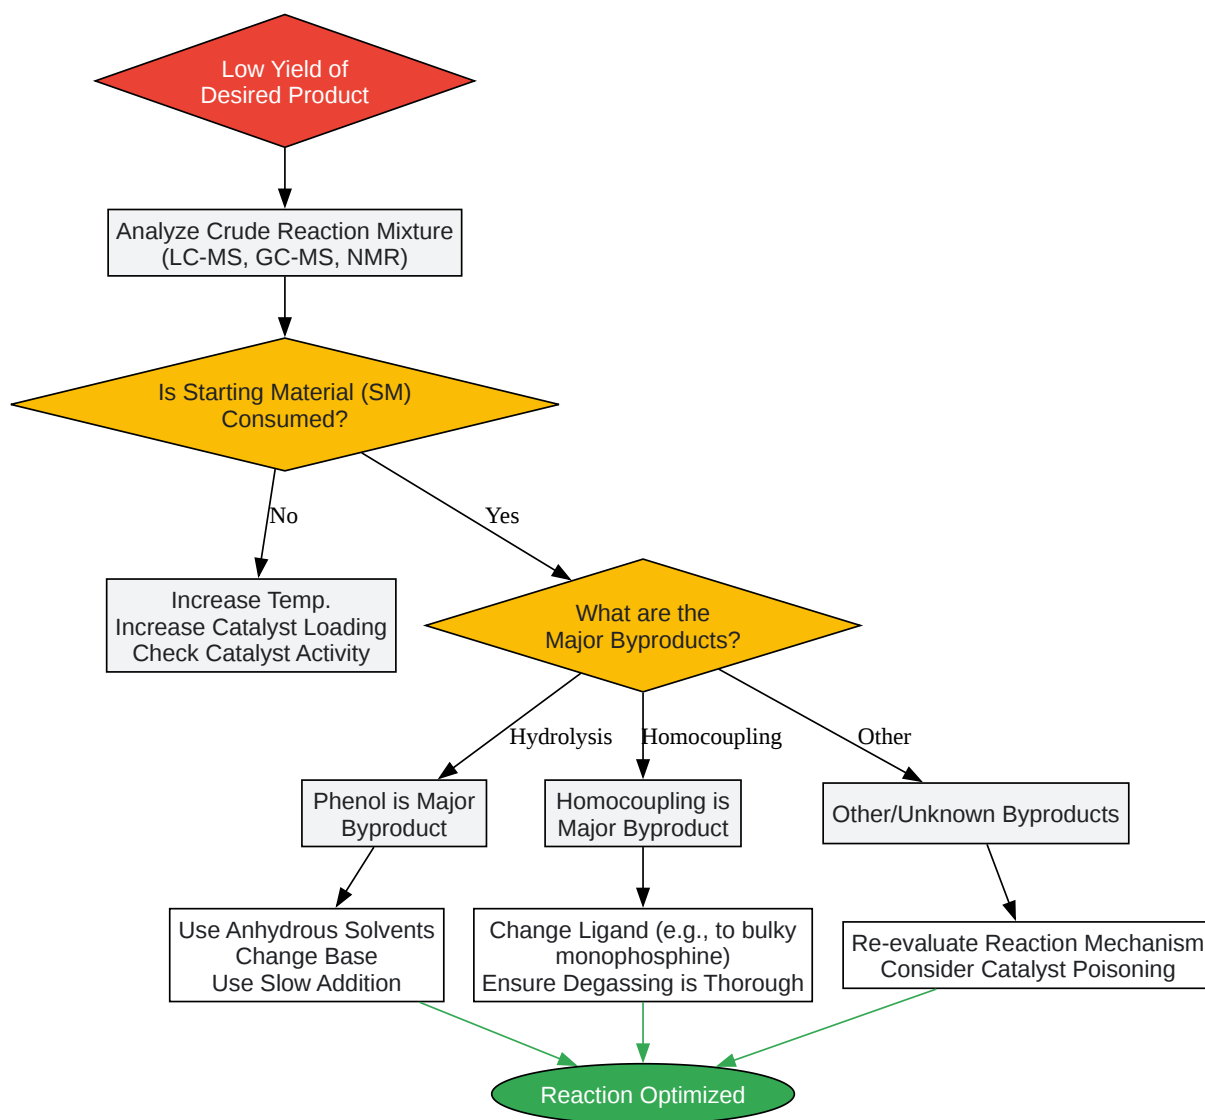 Low Yield of
Desired Product
Analyze Crude Reaction Mixture
(LC-MS, GC-MS, NMR)
Is Starting Material (SM)
Consumed?
No
Yes
Increase Temp.
Increase Catalyst Loading
Check Catalyst Activity
What are the
Major Byproducts?
Hydrolysis
Homocoupling
Other
Phenol is Major
Byproduct
Homocoupling is
Major Byproduct
Other/Unknown Byproducts
Use Anhydrous Solvents
Change Base
Use Slow Addition
Change Ligand (e.g., to bulky
monophosphine)
Ensure Degassing is Thorough
Re-evaluate Reaction Mechanism
Consider Catalyst Poisoning
Reaction Optimized